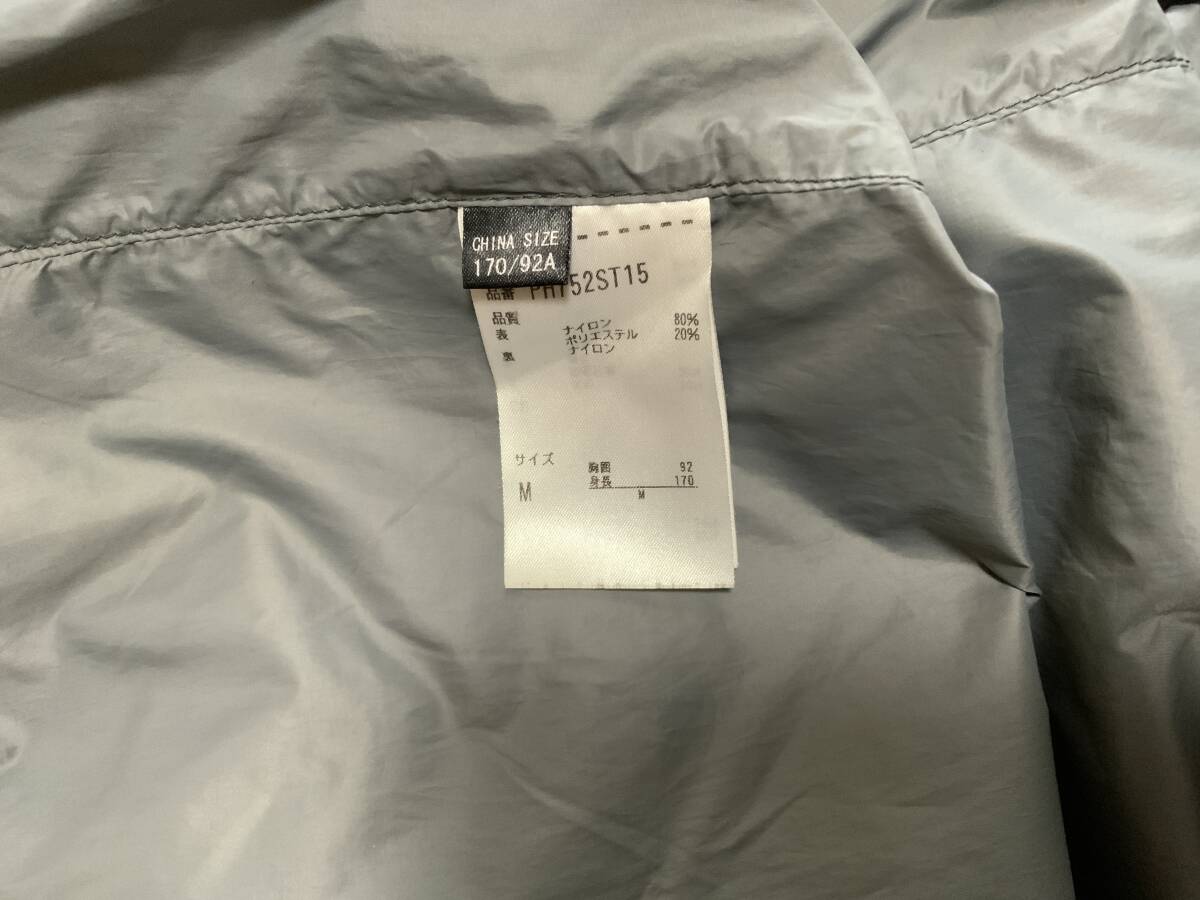 CHINA SIZE
170/92A
品番 PHT52ST15
品質
表 ナイロン 80%
ポリエステル 20%
裏 ナイロン
サイズ 胸囲 92
身長 170
M M